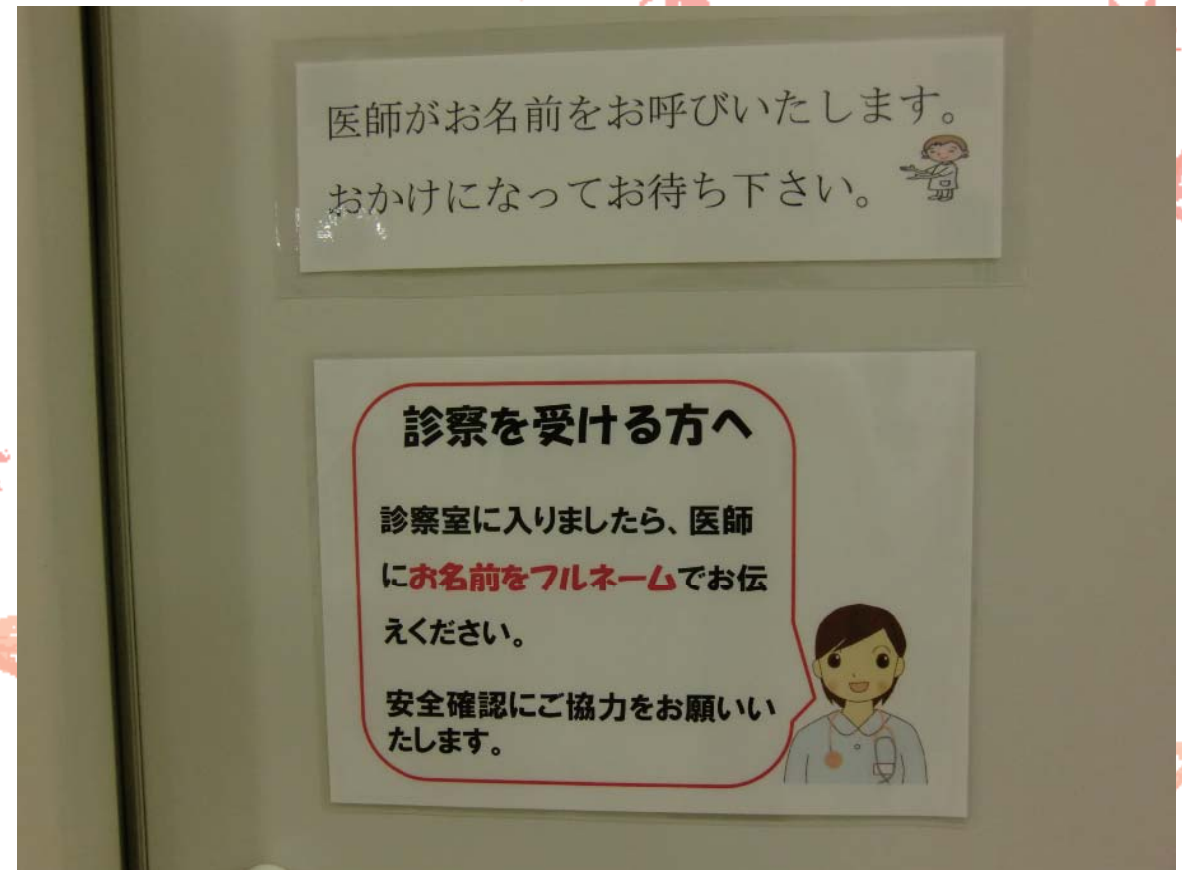 医師がお名前をお呼びいたします。
おかけになってお待ち下さい。
診察を受ける方へ
診察室に入りましたら、医師
にお名前をフルネームでお伝
えください。
安全確認にご協力をお願いい
たします。